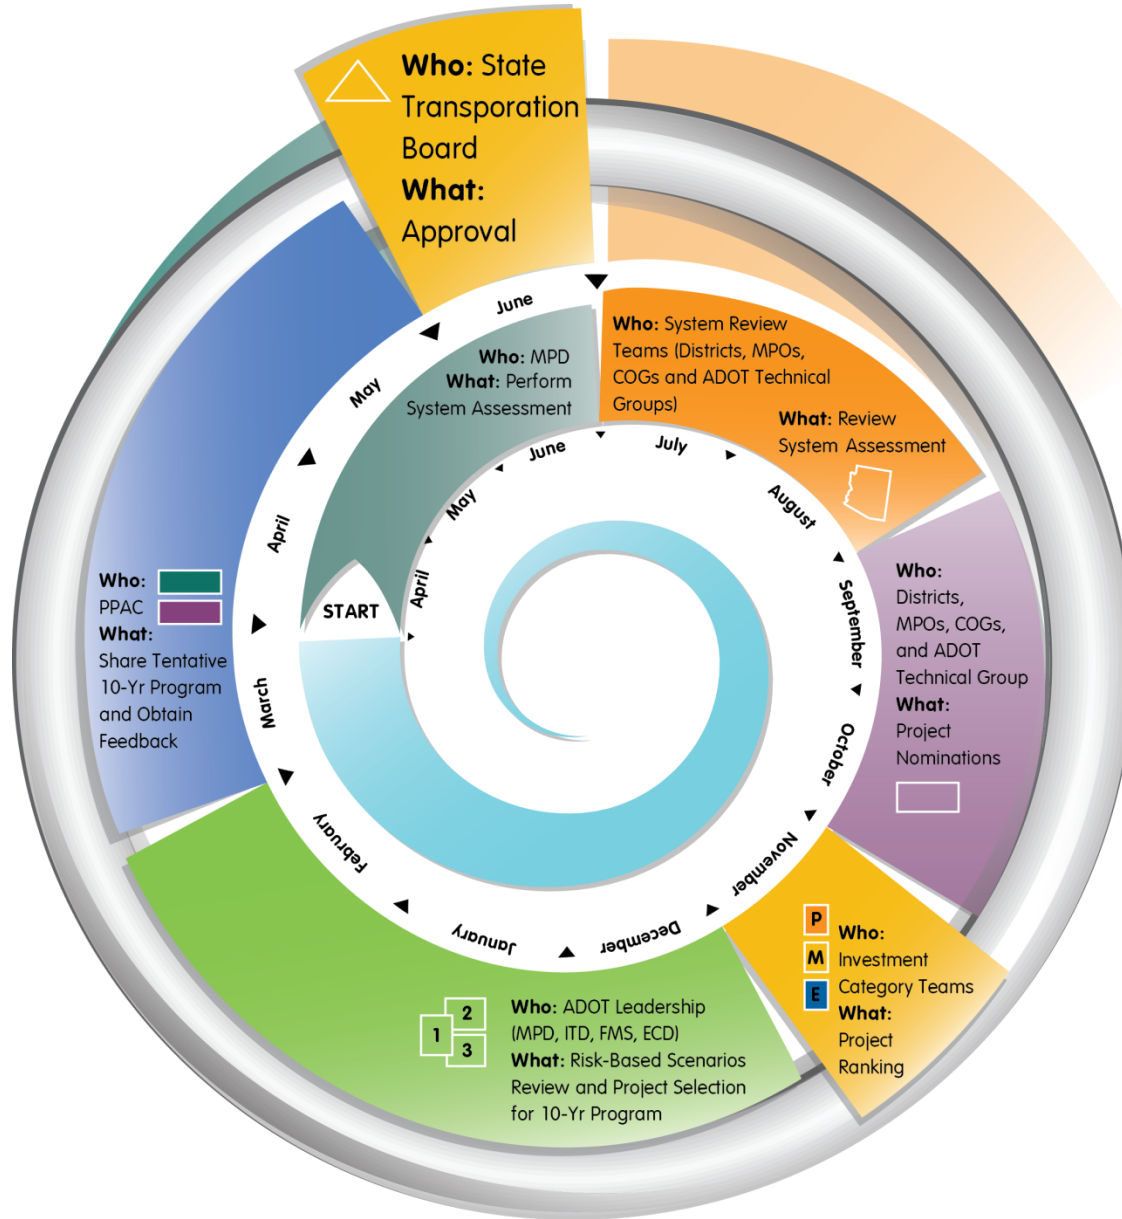 Who: State
Transporation
Board
What:
Approval
June
May
April
March
February
January
December
November
October
September
August
July
June
May
April
START
Who: MPD
What: Perform
System Assessment
Who: System Review
Teams (Districts, MPOs,
COGs and ADOT Technical
Groups)
What: Review
System Assessment
Who:
Districts,
MPOs, COGs,
and ADOT
Technical Group
What:
Project
Nominations
P
M
E
Who:
Investment
Category Teams
What:
Project
Ranking
1
2
3
Who: ADOT Leadership
(MPD, ITD, FMS, ECD)
What: Risk-Based Scenarios
Review and Project Selection
for 10-Yr Program
Who:
PPAC
What:
Share Tentative
10-Yr Program
and Obtain
Feedback